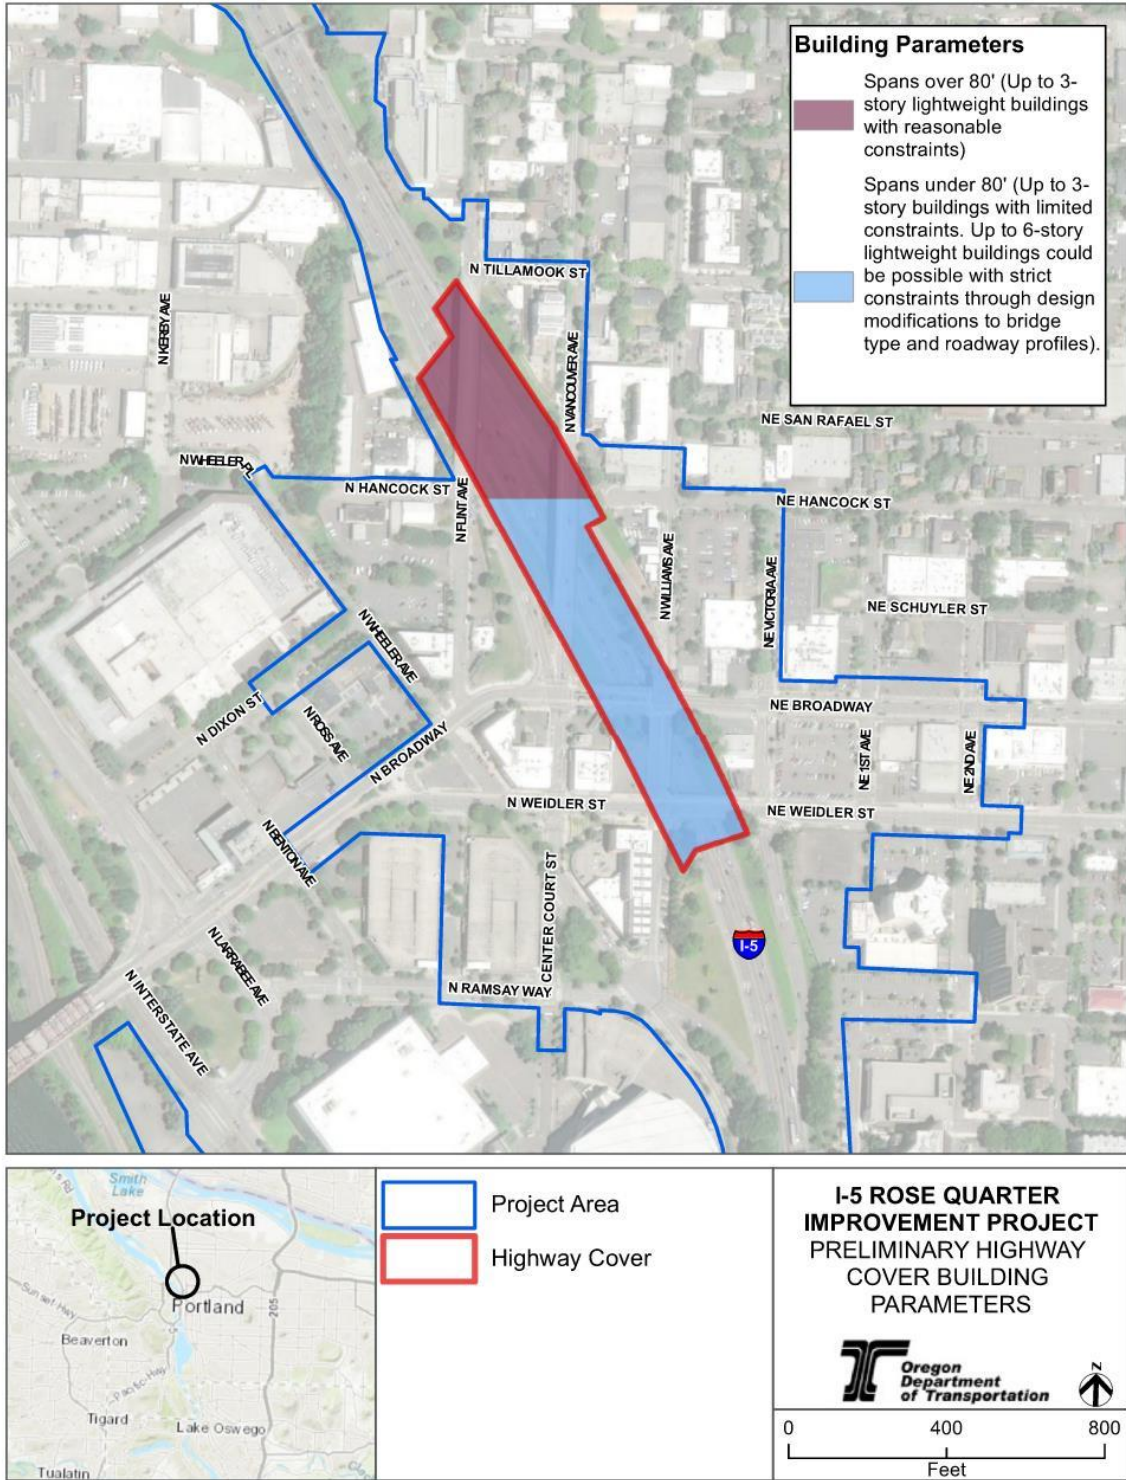 Building Parameters
Spans over 80' (Up to 3-
story lightweight buildings
with reasonable
constraints)
Spans under 80' (Up to 3-
story buildings with limited
constraints. Up to 6-story
lightweight buildings could
be possible with strict
constraints through design
modifications to bridge
type and roadway profiles).
N TILLAMOOK ST
N KERBY AVE
N VANCOUVER AVE
NE SAN RAFAEL ST
N WHEELER PL
N HANCOCK ST
N FLINT AVE
NE HANCOCK ST
N WILLIAMS AVE
NE VICTORIA AVE
NE SCHUYLER ST
N WHEELER AVE
N DIXON ST
N ROSS AVE
N BROADWAY
NE BROADWAY
NE 1ST AVE
NE 2ND AVE
N WEIDLER ST
NE WEIDLER ST
N BENTON AVE
CENTER COURT ST
N LARRABEE AVE
I-5
N RAMSAY WAY
N INTERSTATE AVE
Smith
Lake
Project Location
Portland
205
Sunset Hwy
Beaverton
Pacific Hwy
Tigard
Lake Oswego
Tualatin
Project Area
Highway Cover
I-5 ROSE QUARTER
IMPROVEMENT PROJECT
PRELIMINARY HIGHWAY
COVER BUILDING
PARAMETERS
Oregon
Department
of Transportation
N
0 400 800
Feet